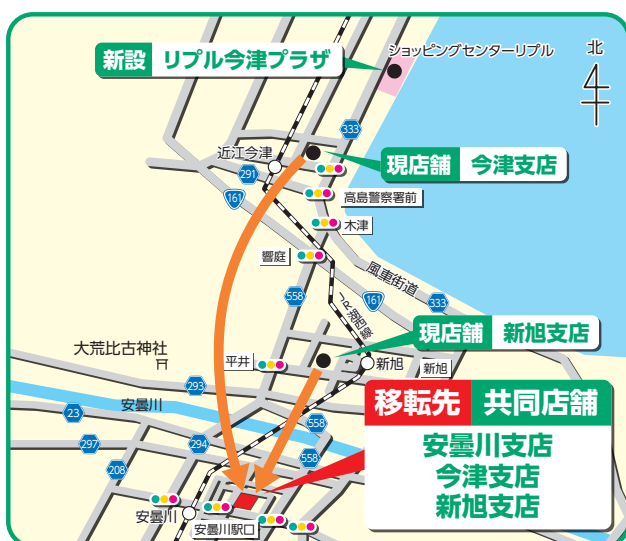 ショッピングセンターリプル
北
新設 リプル今津プラザ
333
近江今津
現店舗 今津支店
291
161
高島警察署前
木津
饗庭
風車街道
161
333
558
JR湖西線
現店舗 新旭支店
大荒比古神社
平井
新旭
新旭
293
安曇川
23
558
移転先 共同店舗
安曇川支店
今津支店
新旭支店
297
294
558
208
安曇川
安曇川駅口